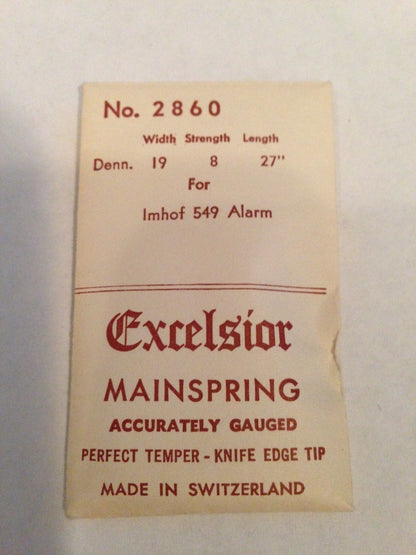 No. 2860
Width Strength Length
Denn. 19 8 27"
For
Imhof 549 Alarm
Excelsior
MAINSPRING
ACCURATELY GAUGED
PERFECT TEMPER - KNIFE EDGE TIP
MADE IN SWITZERLAND